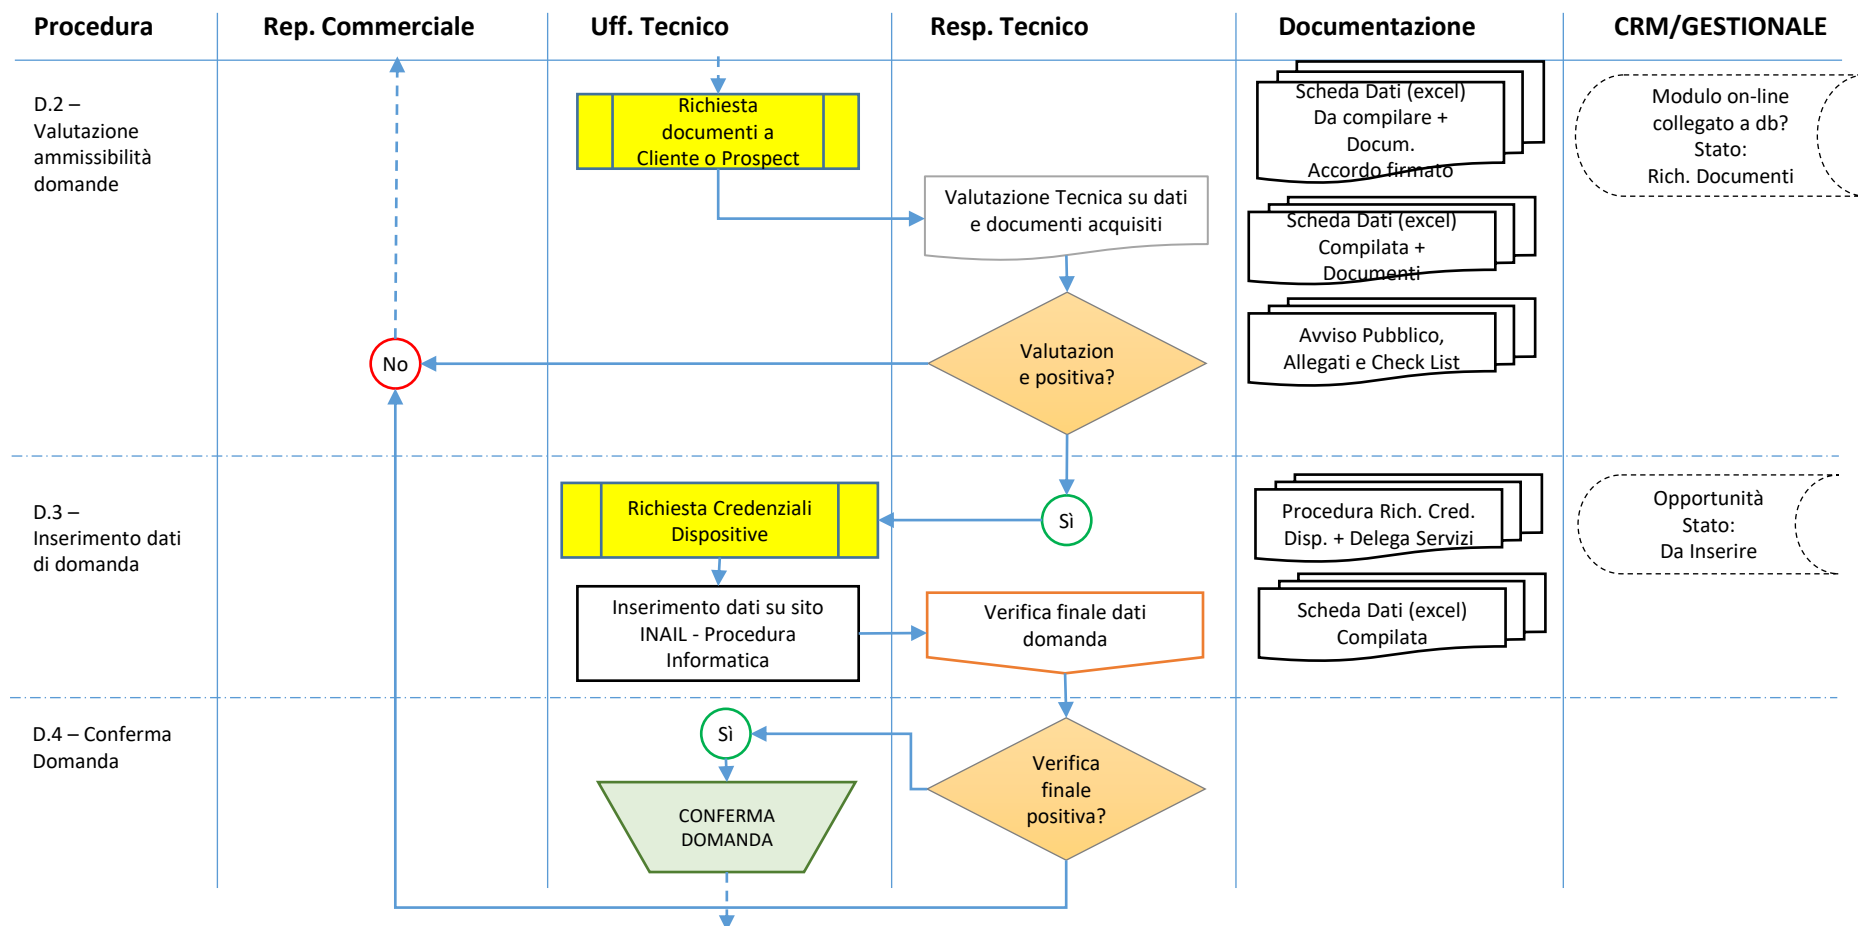 Procedura
Rep. Commerciale
Uff. Tecnico
Resp. Tecnico
Documentazione
CRM/GESTIONALE
D.2 –
Valutazione
ammissibilità
domande
Richiesta
documenti a
Cliente o Prospect
Valutazione Tecnica su dati
e documenti acquisiti
Valutazion
e positiva?
No
Scheda Dati (excel)
Da compilare +
Docum.
Accordo firmato
Scheda Dati (excel)
Compilata +
Documenti
Avviso Pubblico,
Allegati e Check List
Modulo on-line
collegato a db?
Stato:
Rich. Documenti
D.3 –
Inserimento dati
di domanda
Richiesta Credenziali
Dispositive
Sì
Inserimento dati su sito
INAIL - Procedura
Informatica
Verifica finale dati
domanda
Procedura Rich. Cred.
Disp. + Delega Servizi
Scheda Dati (excel)
Compilata
Opportunità
Stato:
Da Inserire
D.4 – Conferma
Domanda
Sì
CONFERMA
DOMANDA
Verifica
finale
positiva?